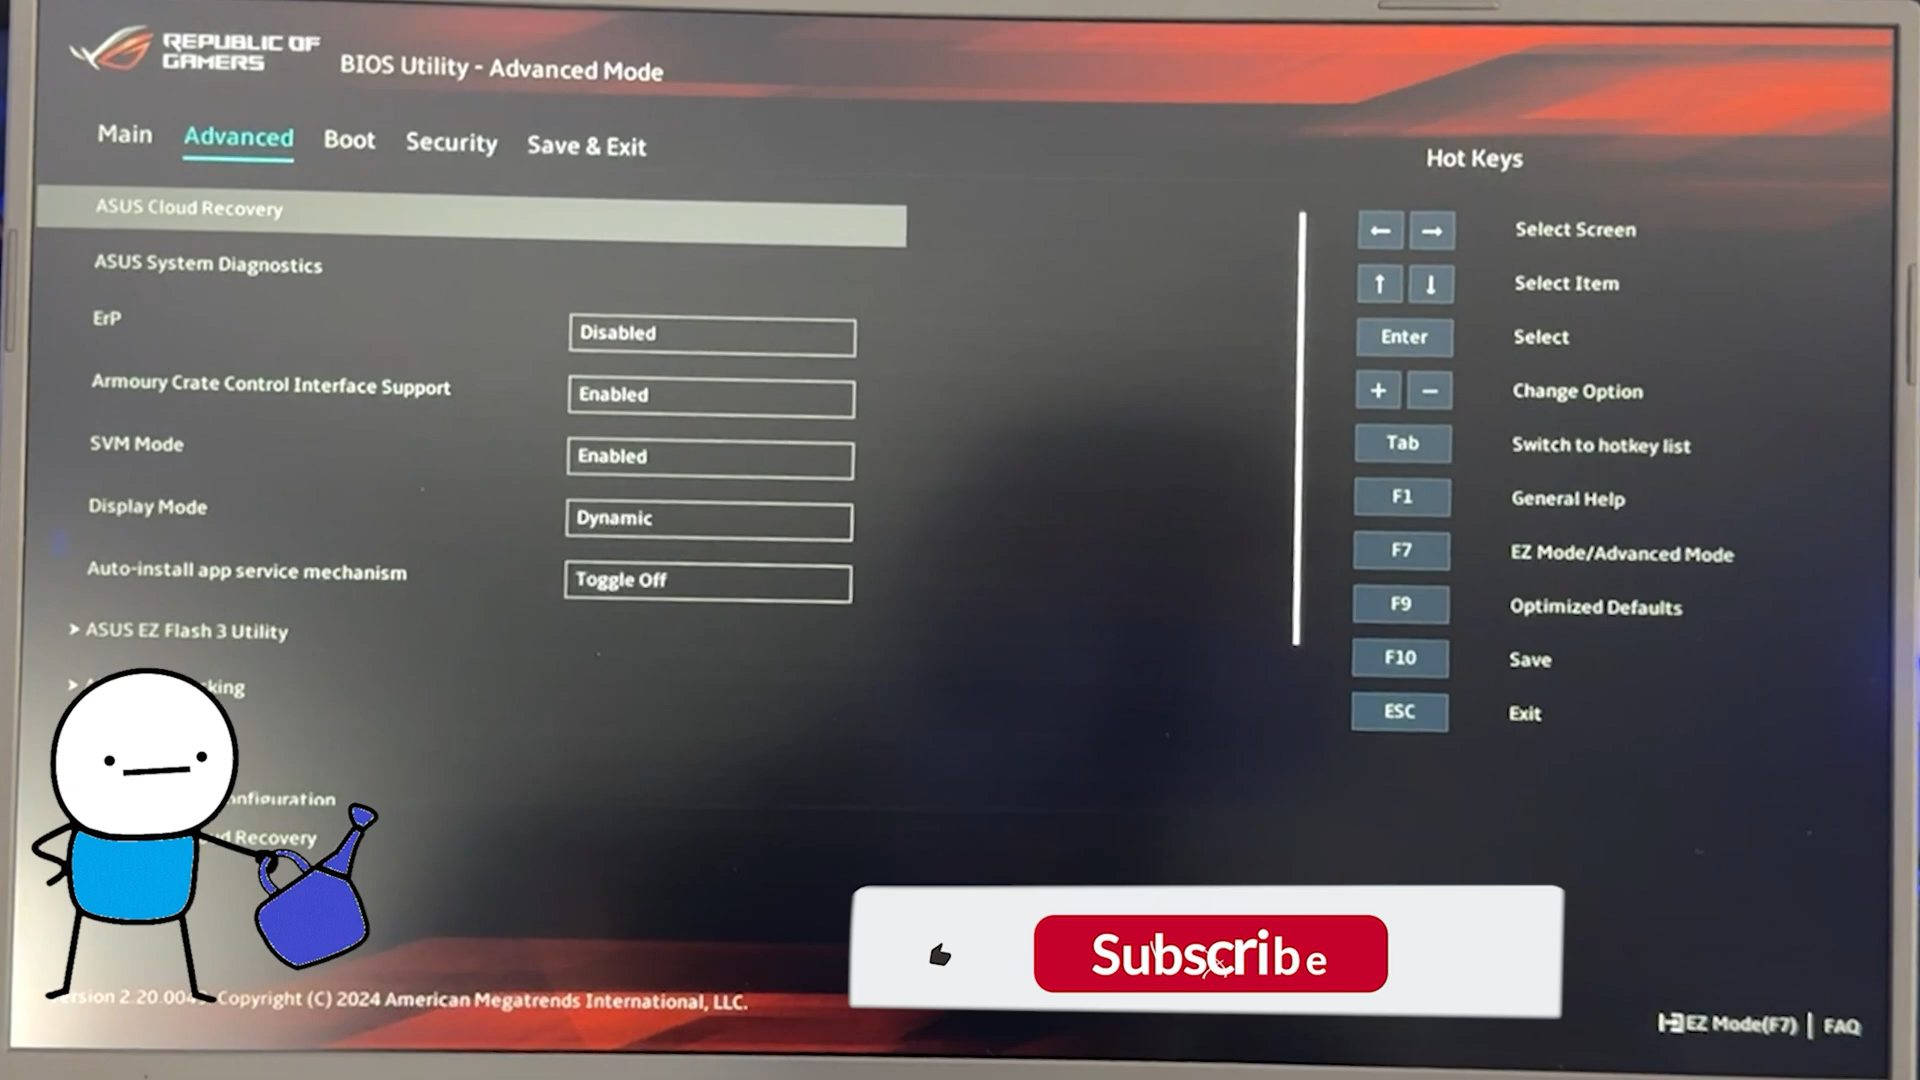 REPUBLIC OF
GAMERS
BIOS Utility - Advanced Mode
Main Advanced Boot Security Save & Exit
ASUS Cloud Recovery
ASUS System Diagnostics
ErP Disabled
Armoury Crate Control Interface Support Enabled
SVM Mode Enabled
Display Mode Dynamic
Auto-install app service mechanism Toggle Off
> ASUS EZ Flash 3 Utility
>
Recovery
Copyright (C) 2024 American Megatrends International, LLC.
Hot Keys
← → Select Screen
↑ ↓ Select Item
Enter Select
+ − Change Option
Tab Switch to hotkey list
F1 General Help
F7 EZ Mode/Advanced Mode
F9 Optimized Defaults
F10 Save
ESC Exit
Subscribe
EZ Mode(F7) | FAQ